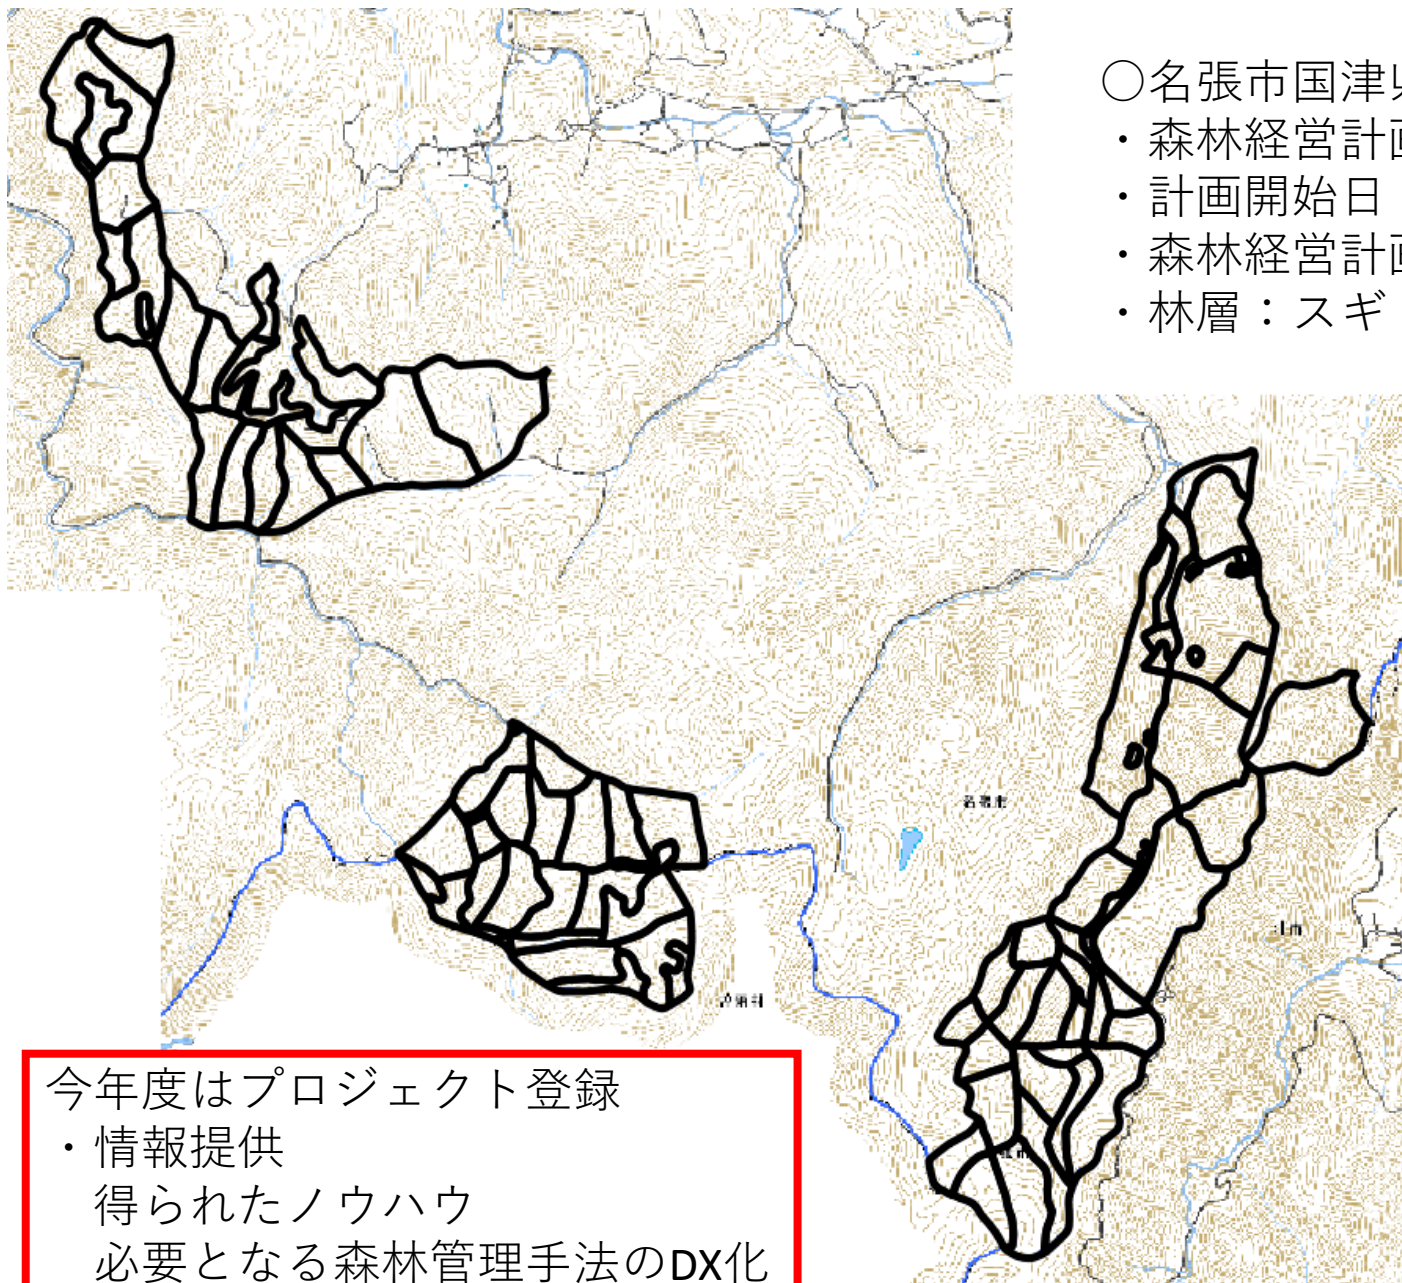 ○名張市国津
・森林経営計
・計画開始日
・森林経営計
・林層：スギ
名張市
今年度はプロジェクト登録
・情報提供
得られたノウハウ
必要となる森林管理手法のDX化